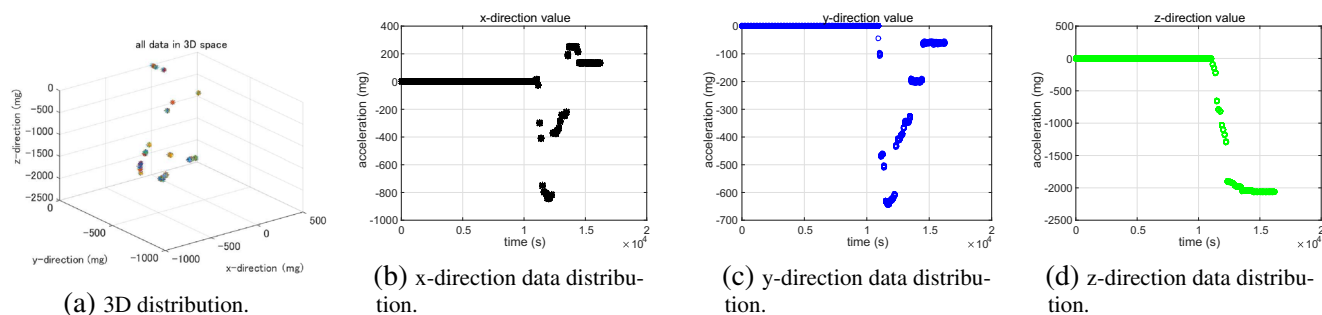 all data in 3D space
0
-500
-1000
-1500
-2000
-2500
z-direction (mg)
0
-500
-1000
y-direction (mg)
-1000
-500
0
500
x-direction (mg)
(a) 3D distribution.
x-direction value
400
200
0
-200
-400
-600
-800
-1000
acceleration (mg)
0
0.5
1
1.5
2
time (s)
×10⁴
(b) x-direction data distribu-
tion.
y-direction value
0
-100
-200
-300
-400
-500
-600
-700
acceleration (mg)
0
0.5
1
1.5
2
time (s)
×10⁴
(c) y-direction data distribu-
tion.
z-direction value
500
0
-500
-1000
-1500
-2000
-2500
acceleration (mg)
0
0.5
1
1.5
2
time (s)
×10⁴
(d) z-direction data distribu-
tion.